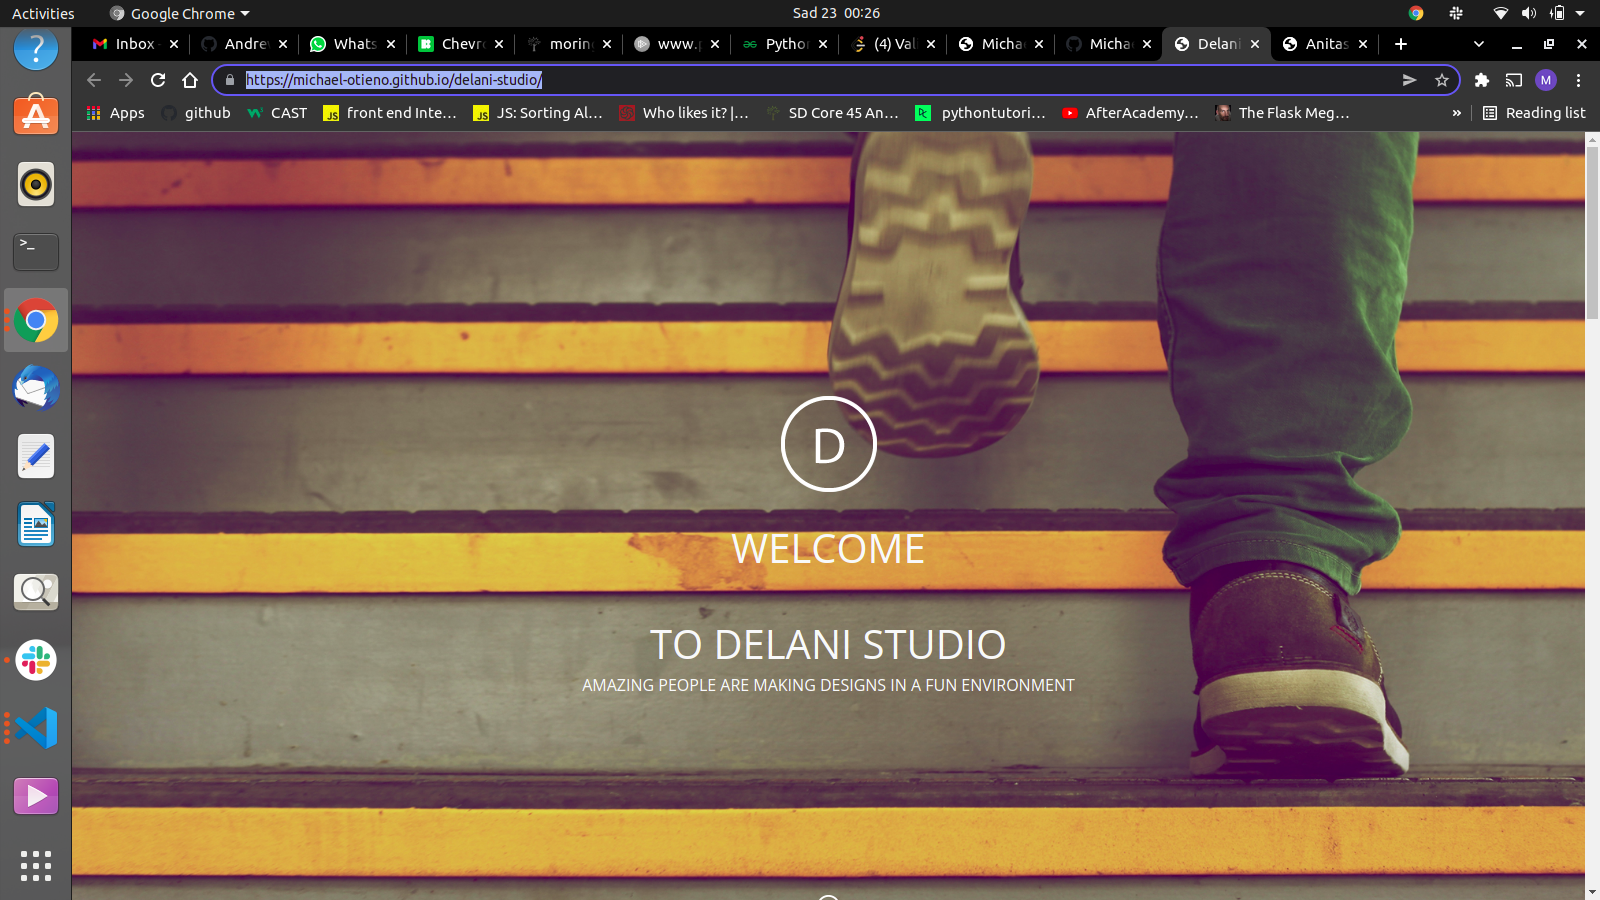 Activities
Google Chrome
Sad 23 00:26
Inbox
Andre
Whats
Chevr
morin
www.p
Pytho
(4) Val
Micha
Micha
Delani
Anitas
https://michael-otieno.github.io/delani-studio/
M
Apps
github
CAST
JS
front end Inte...
JS
JS: Sorting Al...
Who likes it? |...
SD Core 45 An...
pythontutori...
AfterAcademy...
The Flask Meg...
»
Reading list
?
>_
D
WELCOME
TO DELANI STUDIO
AMAZING PEOPLE ARE MAKING DESIGNS IN A FUN ENVIRONMENT